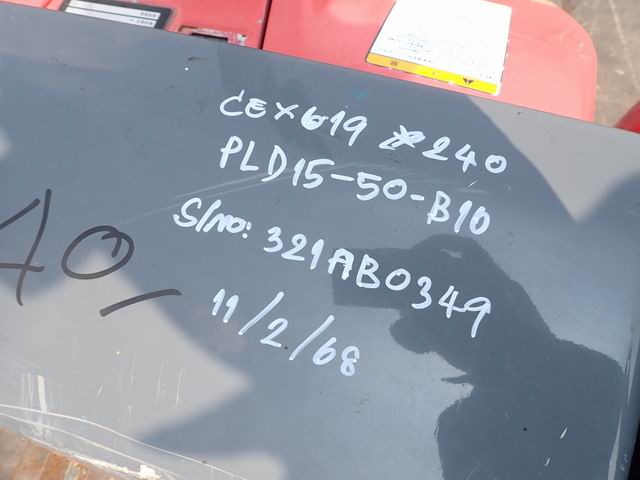 CEX619 #240
PLD15-50-B10
S/no: 321AB0349
11/2/68
40